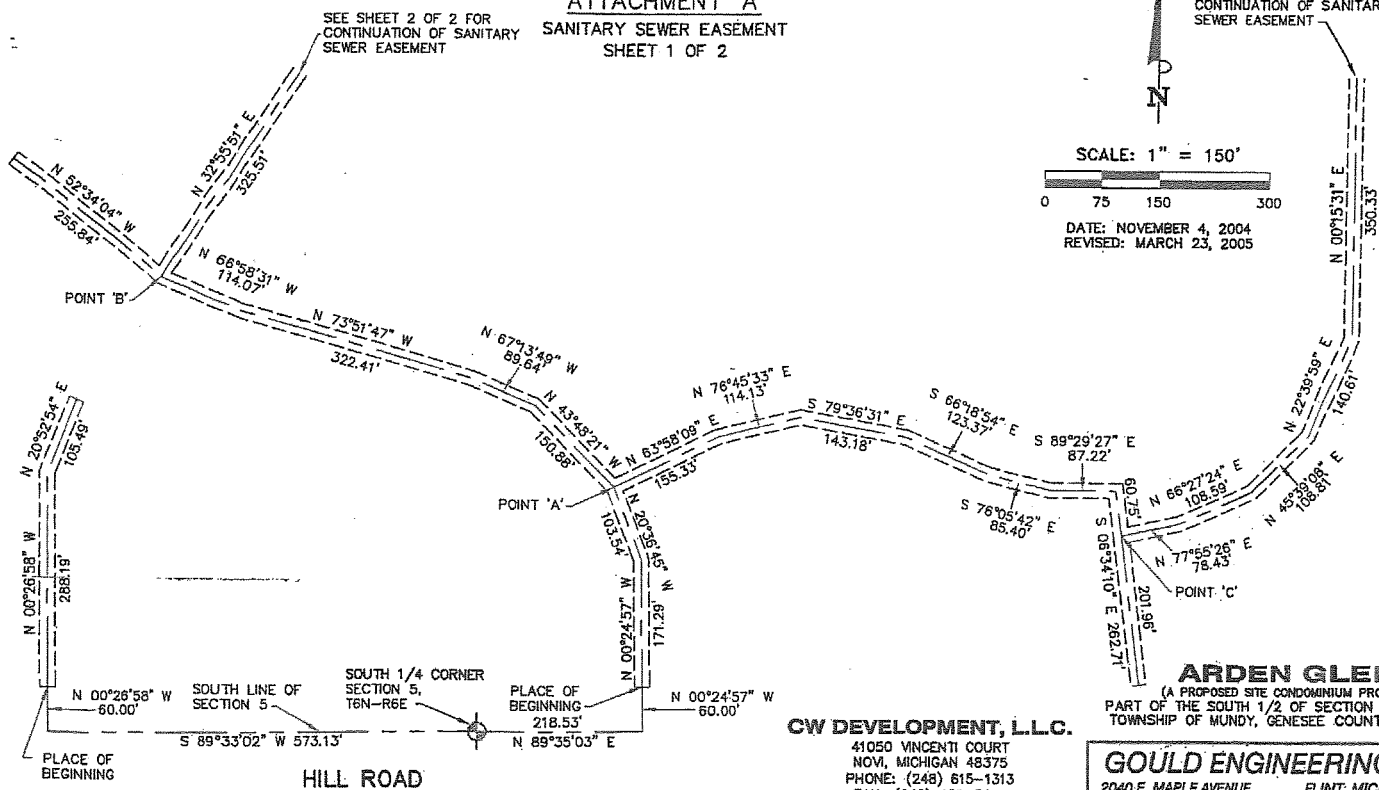 ATTACHMENT "A"
SANITARY SEWER EASEMENT
SHEET 1 OF 2
SEE SHEET 2 OF 2 FOR
CONTINUATION OF SANITARY
SEWER EASEMENT
CONTINUATION OF SANITAR
SEWER EASEMENT
N
SCALE: 1" = 150'
0 75 150 300
DATE: NOVEMBER 4, 2004
REVISED: MARCH 23, 2005
N 32°55'51" E
325.51'
N 52°34'04" W
255.84'
POINT 'B'
N 66°58'31" W
114.07'
N 73°51'47" W
322.41'
N 67°13'49" W
89.64'
N 43°48'21" W
150.88'
POINT 'A'
N 63°58'09" E
155.33'
N 76°45'33" E
114.13'
S 79°36'31" E
143.18'
S 66°18'54" E
123.37'
S 76°05'42" E
85.40'
S 89°29'27" E
87.22'
60.75'
S 06°34'10" E 262.71'
201.96'
POINT 'C'
N 77°55'26" E
78.43'
N 66°27'24" E
108.59'
N 45°39'08" E
108.81'
N 22°39'59" E
140.61'
N 00°15'31" E
350.33'
N 20°36'45" W
103.54'
N 00°24'57" W
171.29'
N 20°52'54" E
105.49'
N 00°26'58" W
288.19'
N 00°26'58" W
60.00'
PLACE OF
BEGINNING
SOUTH LINE OF
SECTION 5
S 89°33'02" W 573.13'
SOUTH 1/4 CORNER
SECTION 5,
T6N-R6E
PLACE OF
BEGINNING
218.53'
N 89°35'03" E
N 00°24'57" W
60.00'
HILL ROAD
CW DEVELOPMENT, L.L.C.
41050 VINCENTI COURT
NOVI, MICHIGAN 48375
PHONE: (248) 615-1313
ARDEN GLE
(A PROPOSED SITE CONDOMINIUM PRO
PART OF THE SOUTH 1/2 OF SECTION
TOWNSHIP OF MUNDY, GENESEE COUNT
GOULD ENGINEERING
2040 E. MAPLE AVENUE FLINT, MIC